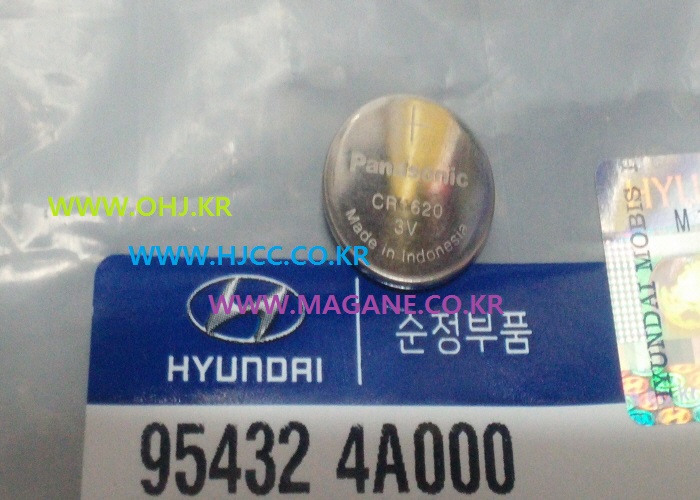 +
Panasonic
CR1620
3V
Made in Indonesia
WWW.OHJ.KR
WWW.HJCC.CO.KR
WWW.MAGANE.CO.KR
HYUNDAI
순정부품
95432 4A000
HYUNDAI MOBIS
HYU
M